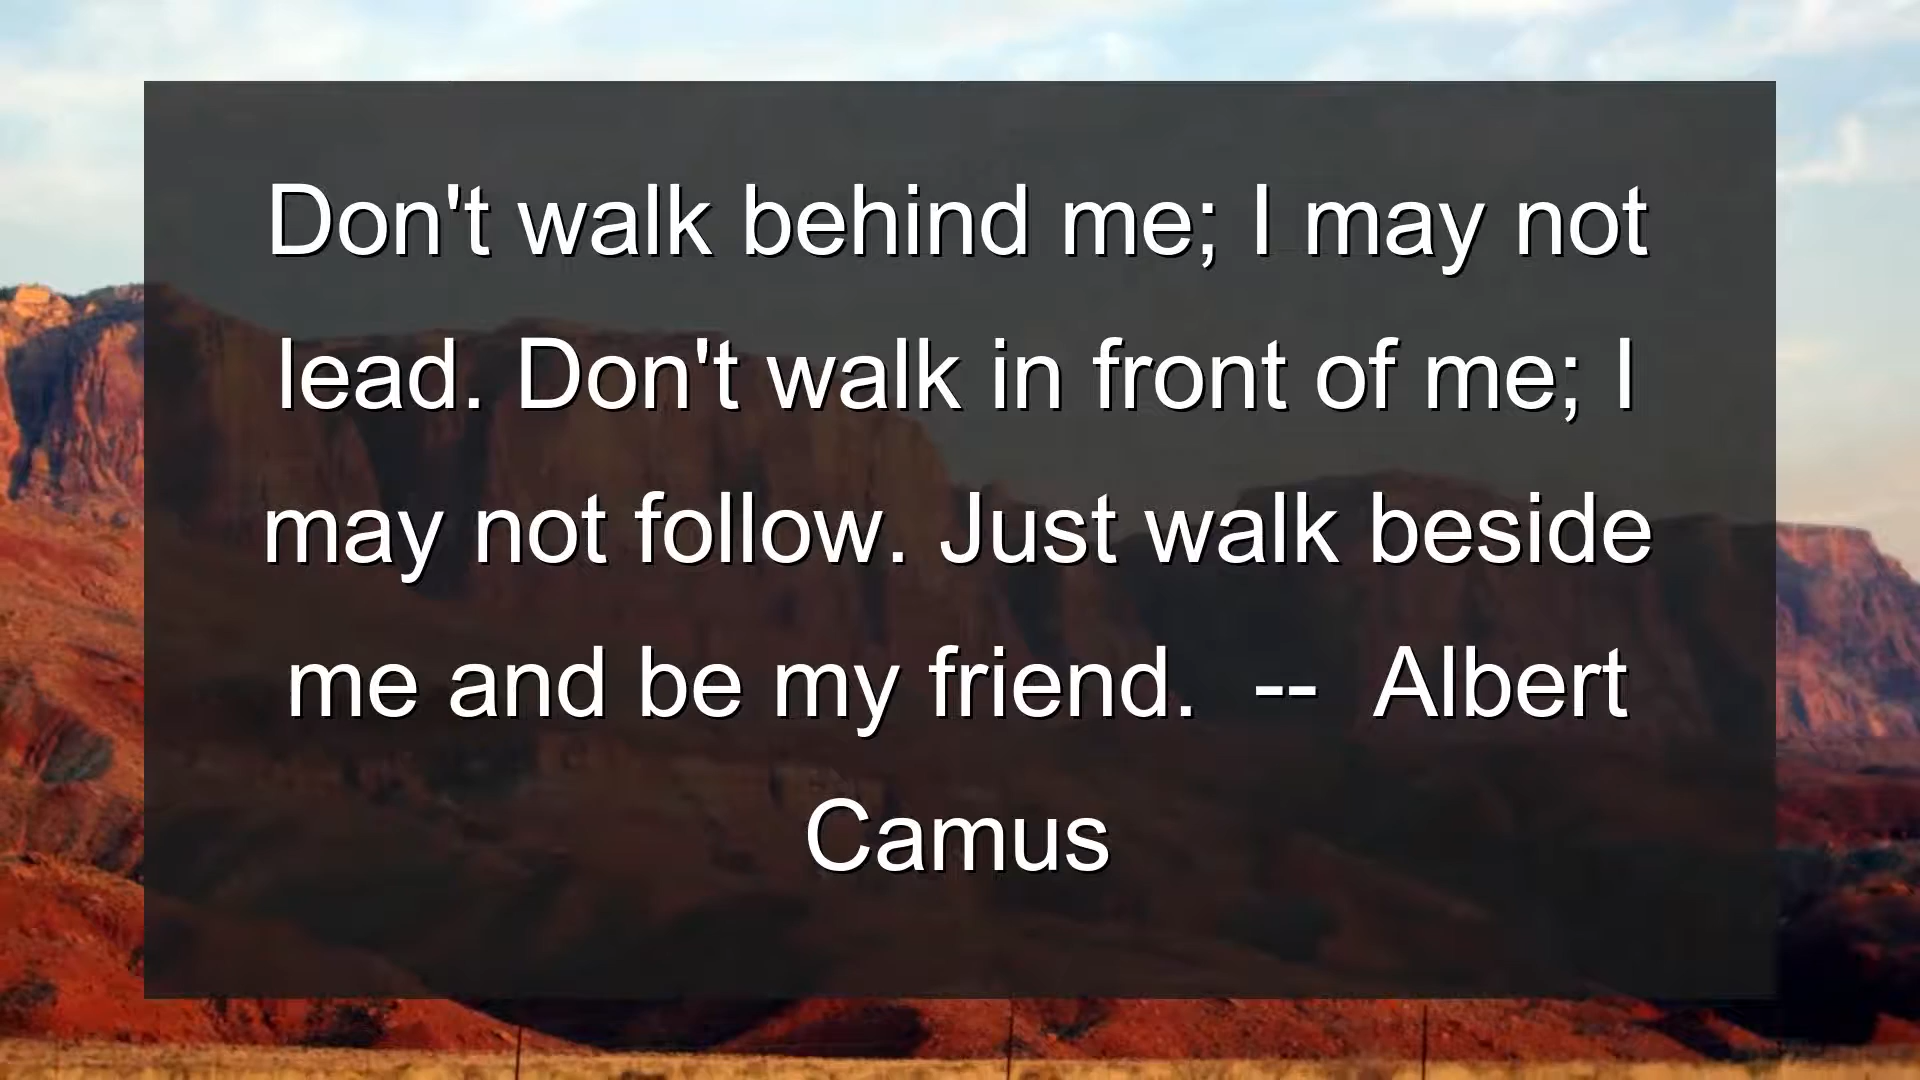 Don't walk behind me; I may not
lead. Don't walk in front of me; I
may not follow. Just walk beside
me and be my friend.  --  Albert
Camus